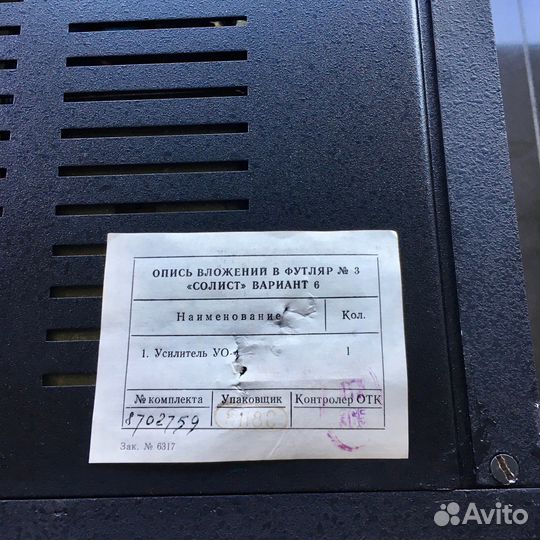 ОПИСЬ ВЛОЖЕНИЙ В ФУТЛЯР № 3
«СОЛИСТ» ВАРИАНТ 6
Наименование Кол.
1. Усилитель УО- 1
№ комплекта Упаковщик Контролер ОТК
8702759
Зак. № 6317
Avito